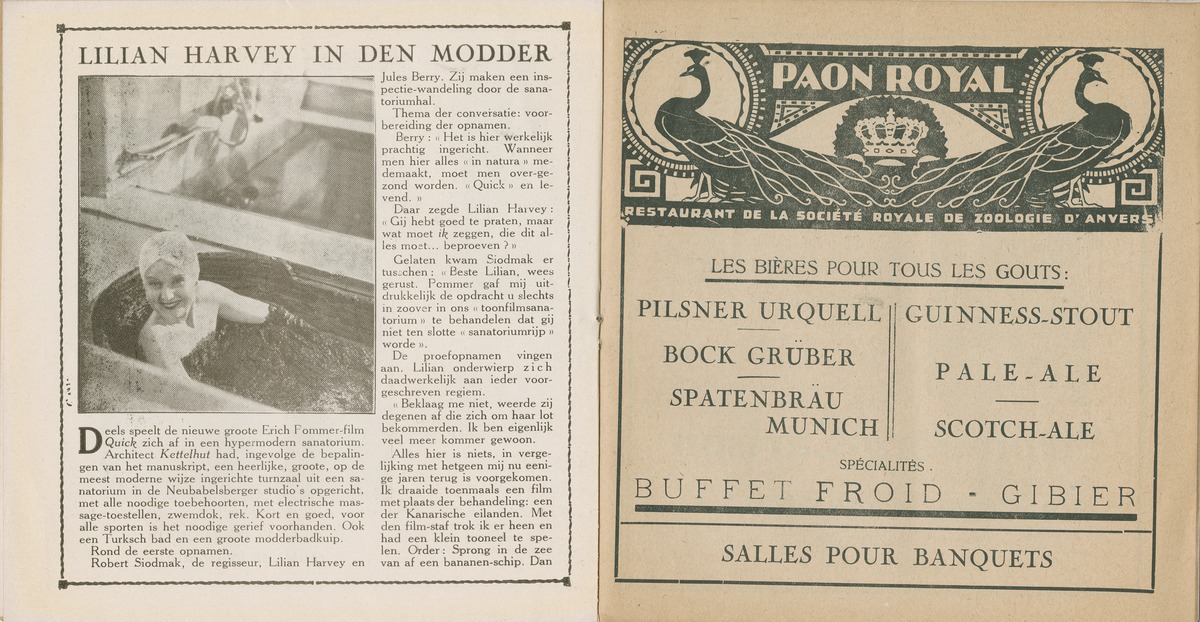 LILIAN HARVEY IN DEN MODDER
Deels speelt de nieuwe groote Erich Pommer-film
Quick zich af in een hypermodern sanatorium.
Architect Kettelhut had, ingevolge de bepalin-
gen van het manuskript, een heerlijke, groote, op de
meest moderne wijze ingerichte turnzaal uit een sa-
natorium in de Neubabelsberger studio's opgericht,
met alle noodige toebehoorten, met electrische mas-
sage-toestellen, zwemdok, rek. Kort en goed, voor
alle sporten is het noodige gerief voorhanden. Ook
een Turksch bad en een groote modderbadkuip.
Rond de eerste opnamen.
Robert Siodmak, de regisseur, Lilian Harvey en
Jules Berry. Zij maken een ins-
pectie-wandeling door de sana-
toriumhal.
Thema der conversatie: voor-
bereiding der opnamen.
Berry : « Het is hier werkelijk
prachtig ingericht. Wanneer
men hier alles « in natura » me-
demaakt, moet men over-ge-
zond worden. « Quick » en le-
vend. »
Daar zegde Lilian Harvey :
« Gij hebt goed te praten, maar
wat moet ik zeggen, die dit al-
les moet... beproeven ? »
Gelaten kwam Siodmak er
tusschen : « Beste Lilian, wees
gerust. Pommer gaf mij uit-
drukkelijk de opdracht u slechts
in zoover in ons « toonfilmsana-
torium » te behandelen dat gij
niet ten slotte « sanatoriumrijp »
worde ».
De proefopnamen vingen
aan. Lilian onderwierp zich
daadwerkelijk aan ieder voor-
geschreven regiem.
« Beklaag me niet, weerde zij
degenen af die zich om haar lot
bekommerden. Ik ben eigenlijk
veel meer kommer gewoon.
Alles hier is niets, in verge-
lijking met hetgeen mij nu eeni-
ge jaren terug is voorgekomen.
Ik draaide toenmaals een film
met plaats der behandeling: een
der Kanarische eilanden. Met
den film-staf trok ik er heen en
had een klein tooneel te spe-
len. Order : Sprong in de zee
van af een bananen-schip. Dan
PAON ROYAL
RESTAURANT DE LA SOCIÉTÉ ROYALE DE ZOOLOGIE D'ANVERS
LES BIÈRES POUR TOUS LES GOUTS :
PILSNER URQUELL
BOCK GRÜBER
SPATENBRÄU
MUNICH
GUINNESS-STOUT
PALE-ALE
SCOTCH-ALE
SPÉCIALITÉS.
BUFFET FROID - GIBIER
SALLES POUR BANQUETS